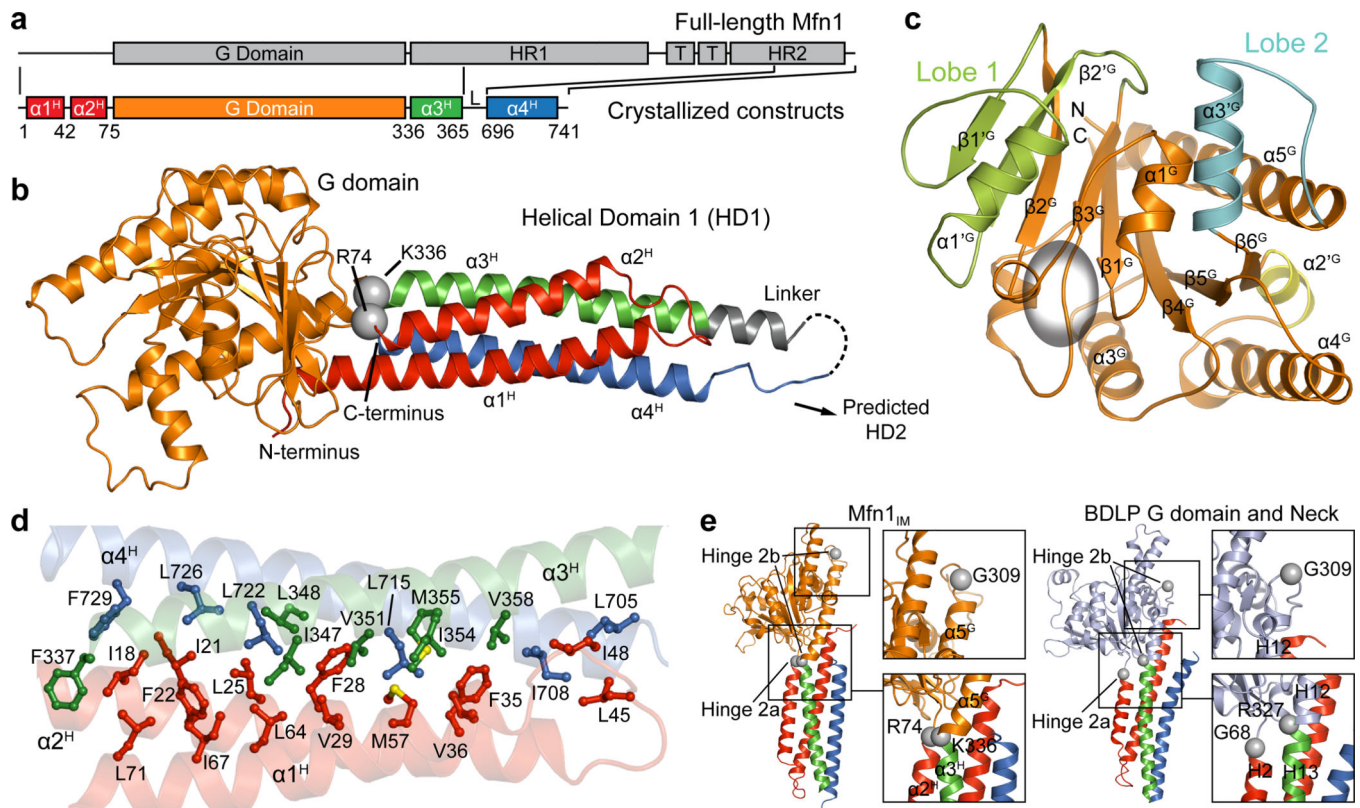 a
Full-length Mfn1
G Domain HR1 T T HR2
α1ᴴ α2ᴴ G Domain α3ᴴ L α4ᴴ Crystallized constructs
1 42 75 336 365 696 741
b
G domain
Helical Domain 1 (HD1)
R74 K336 α3ᴴ α2ᴴ
Linker
α1ᴴ α4ᴴ
C-terminus
N-terminus
Predicted
HD2
c
Lobe 1 Lobe 2
β2'ᴳ
β1'ᴳ N C α3'ᴳ α5ᴳ
α1ᴳ
β2ᴳ β3ᴳ
α1'ᴳ β6ᴳ α2'ᴳ
β1ᴳ β5ᴳ
β4ᴳ
α3ᴳ α4ᴳ
d
α4ᴴ L726 L715 α3ᴴ
F729 L722 L348 M355 V358 L705
V351 I354
F337 I18 I21 I347 I48
F22 L25 F28 F35 I708
α2ᴴ L64 L45
L71 I67 α1ᴴ V29 M57 V36
e
Mfn1IM
Hinge 2b
G309
α5ᴳ
Hinge 2a
R74 α5ᴳ
K336
α3ᴴ
α2ᴴ
BDLP G domain and Neck
Hinge 2b
G309
H12
Hinge 2a
H12
R327
G68
H2 H13